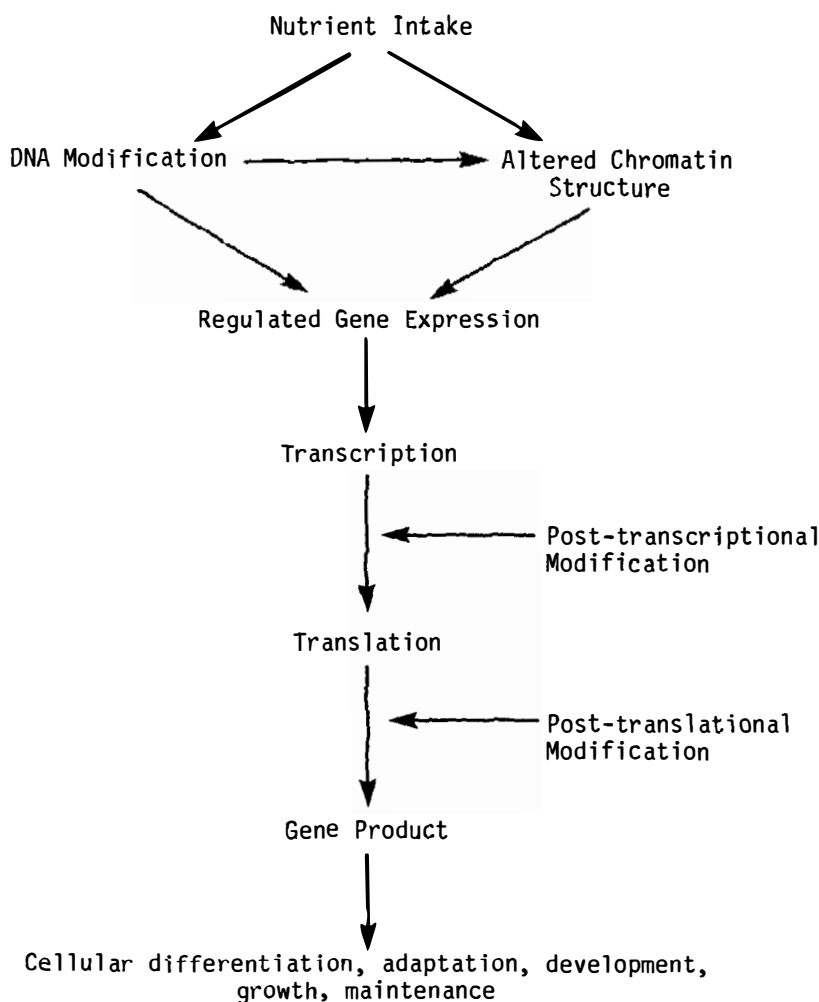 Nutrient Intake
DNA Modification
Altered Chromatin
Structure
Regulated Gene Expression
Transcription
Post-transcriptional
Modification
Translation
Post-translational
Modification
Gene Product
Cellular differentiation, adaptation, development,
growth, maintenance